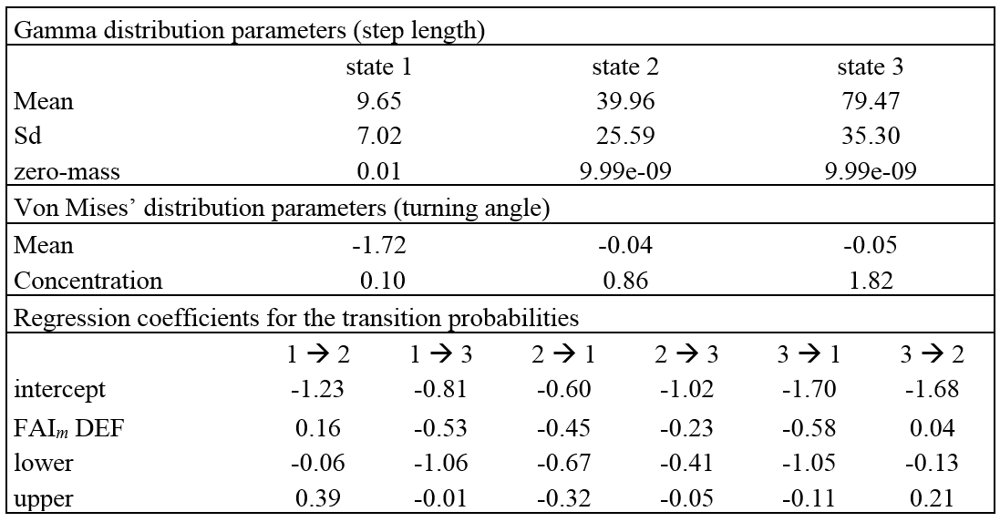 Gamma distribution parameters (step length)
state 1 state 2 state 3
Mean 9.65 39.96 79.47
Sd 7.02 25.59 35.30
zero-mass 0.01 9.99e-09 9.99e-09
Von Mises’ distribution parameters (turning angle)
Mean -1.72 -0.04 -0.05
Concentration 0.10 0.86 1.82
Regression coefficients for the transition probabilities
1 → 2 1 → 3 2 → 1 2 → 3 3 → 1 3 → 2
intercept -1.23 -0.81 -0.60 -1.02 -1.70 -1.68
FAIm DEF 0.16 -0.53 -0.45 -0.23 -0.58 0.04
lower -0.06 -1.06 -0.67 -0.41 -1.05 -0.13
upper 0.39 -0.01 -0.32 -0.05 -0.11 0.21